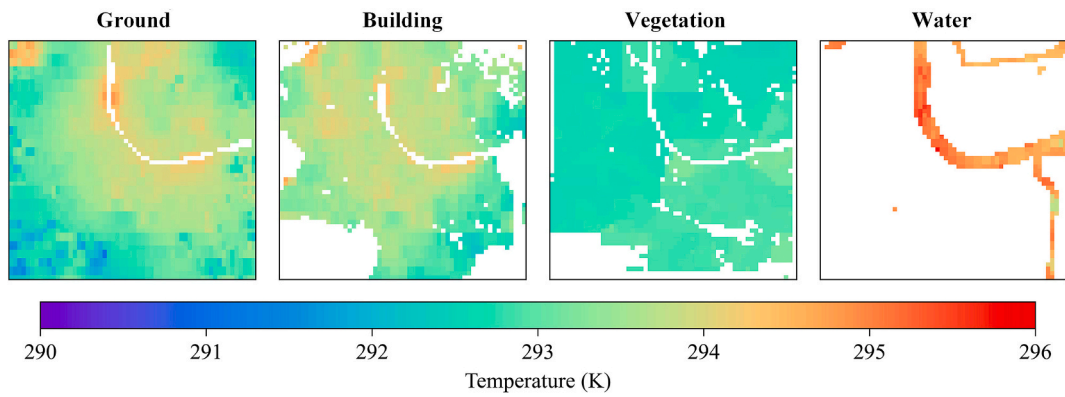 Ground Building Vegetation Water
290 291 292 293 294 295 296
Temperature (K)